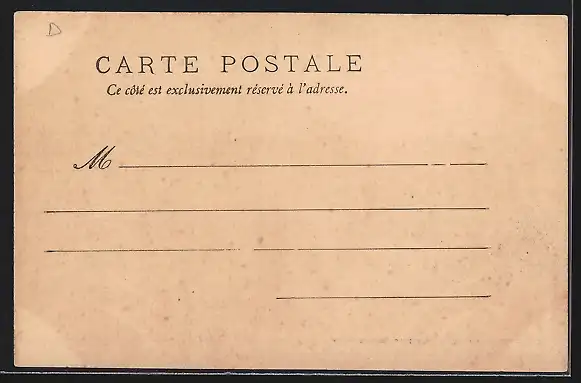 D
CARTE POSTALE
Ce côté est exclusivement réservé à l'adresse.
M